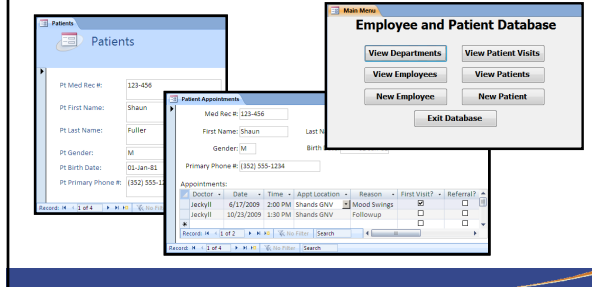 Patients
Patients
Pt Med Rec #: 123-456
Pt First Name: Shaun
Pt Last Name: Fuller
Pt Gender: M
Pt Birth Date: 01-Jan-81
Pt Primary Phone #: (352) 555-12
Record: 1 of 4 No Filt
Main Menu
Employee and Patient Database
View Departments View Patient Visits
View Employees View Patients
New Employee New Patient
Exit Database
Patient Appointments
Med Rec #: 123-456
First Name: Shaun Last N
Gender: M Birth
Primary Phone #: (352) 555-1234
Appointments:
Doctor Date Time Appt Location Reason First Visit? Referral?
Jeckyll 6/17/2009 2:00 PM Shands GNV Mood Swings
Jeckyll 10/23/2009 1:30 PM Shands GNV Followup
Record: 1 of 2 No Filter Search
Record: 1 of 4 No Filter Search